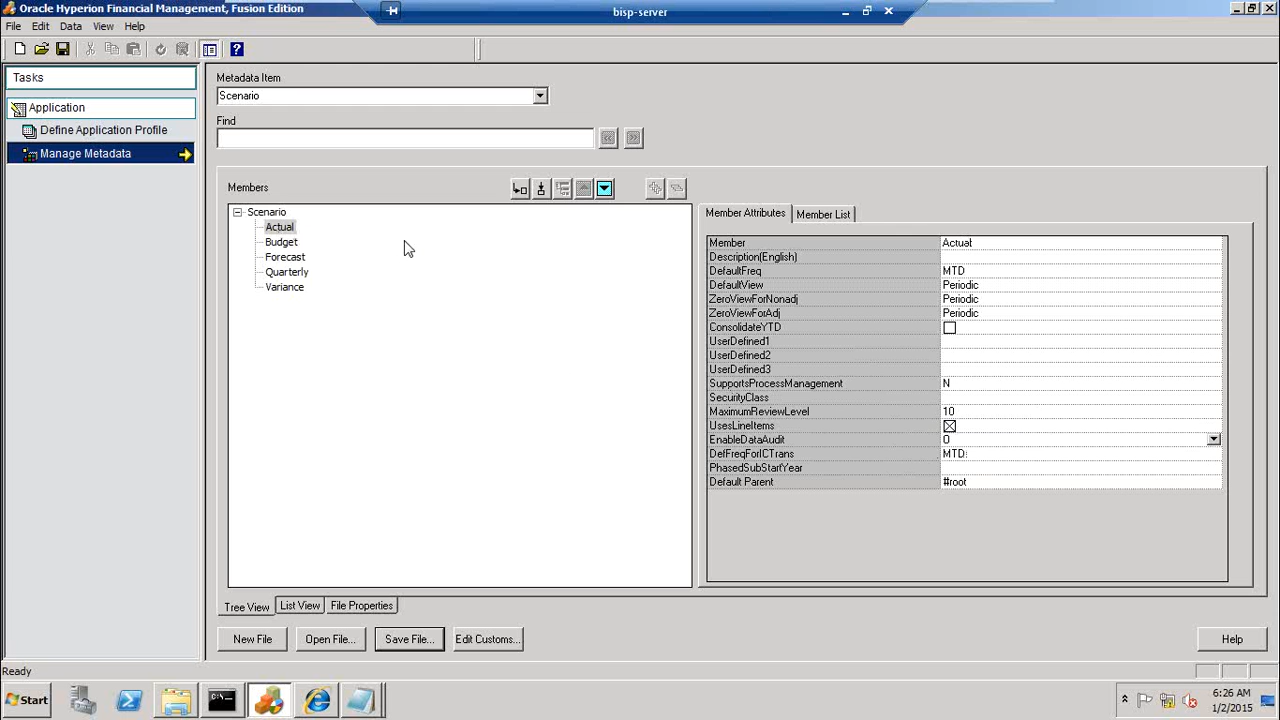 Oracle Hyperion Financial Management, Fusion Edition
bisp-server
File Edit Data View Help
Tasks
Application
Define Application Profile
Manage Metadata
Metadata Item
Scenario
Find
Members
Scenario
Actual
Budget
Forecast
Quarterly
Variance
Member Attributes Member List
Member Actual
Description(English)
DefaultFreq MTD
DefaultView Periodic
ZeroViewForNonadj Periodic
ZeroViewForAdj Periodic
ConsolidateYTD
UserDefined1
UserDefined2
UserDefined3
SupportsProcessManagement N
SecurityClass
MaximumReviewLevel 10
UsesLineItems
EnableDataAudit O
DefFreqForICTrans MTD:
PhasedSubStartYear
Default Parent #root
Tree View List View File Properties
New File Open File... Save File... Edit Customs... Help
Ready
Start
6:26 AM
1/2/2015